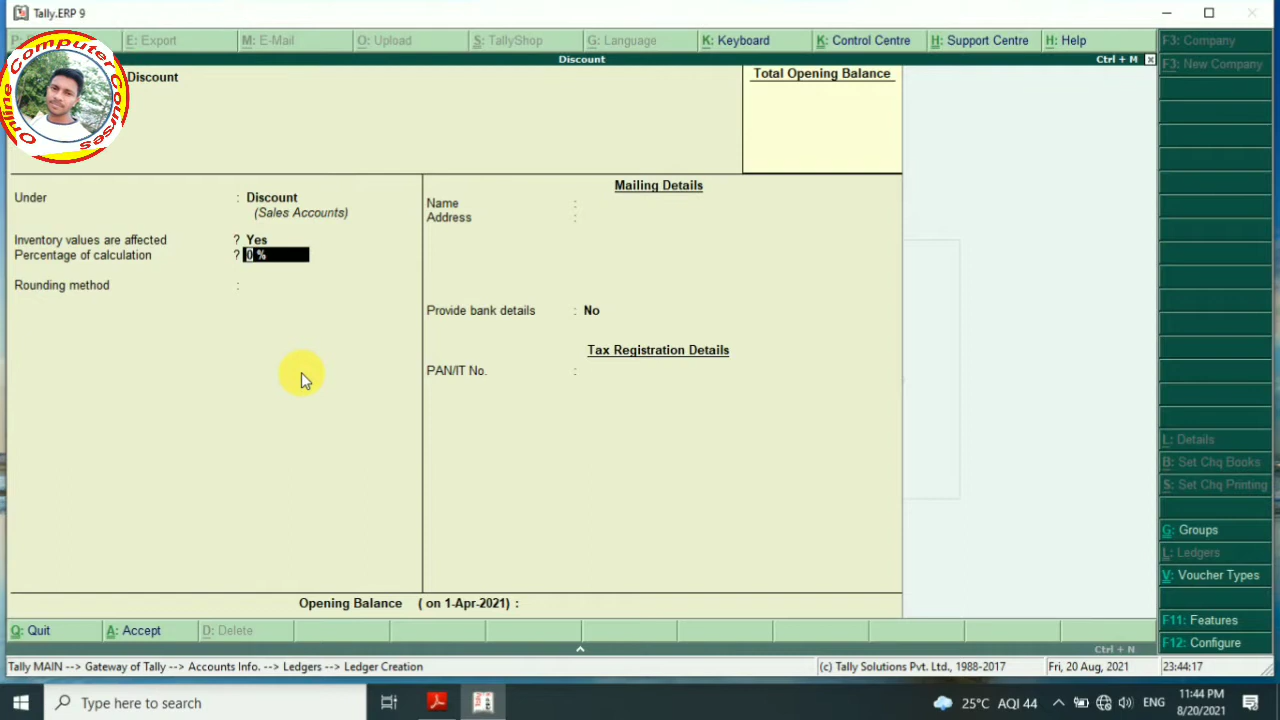 Tally.ERP 9
P:
E: Export
M: E-Mail
O: Upload
S: TallyShop
G: Language
K: Keyboard
K: Control Centre
H: Support Centre
H: Help
Online Computer Courses
Discount
Ctrl + M
Discount
Total Opening Balance
Under : Discount
(Sales Accounts)
Inventory values are affected ? Yes
Percentage of calculation ? 0 %
Rounding method :
Mailing Details
Name :
Address :
Provide bank details : No
Tax Registration Details
PAN/IT No. :
Opening Balance ( on 1-Apr-2021) :
F3: Company
F3: New Company
L: Details
B: Set Chq Books
S: Set Chq Printing
G: Groups
L: Ledgers
V: Voucher Types
F11: Features
F12: Configure
Q: Quit
A: Accept
D: Delete
Ctrl + N
Tally MAIN --> Gateway of Tally --> Accounts Info. --> Ledgers --> Ledger Creation
(c) Tally Solutions Pvt. Ltd., 1988-2017
Fri, 20 Aug, 2021
23:44:17
Type here to search
25°C AQI 44
ENG
11:44 PM
8/20/2021